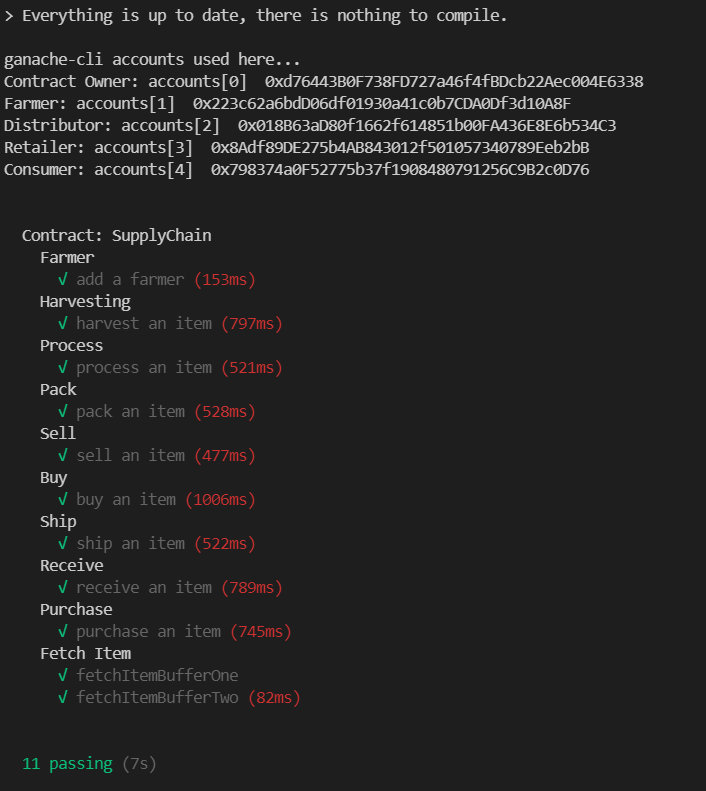 > Everything is up to date, there is nothing to compile.
ganache-cli accounts used here...
Contract Owner: accounts[0] 0xd76443B0F738FD727a46f4fBDcb22Aec004E6338
Farmer: accounts[1] 0x223c62a6bdD06df01930a41c0b7CDA0Df3d10A8F
Distributor: accounts[2] 0x018B63aD80f1662f614851b00FA436E8E6b534C3
Retailer: accounts[3] 0x8Adf89DE275b4AB843012f501057340789Eeb2bB
Consumer: accounts[4] 0x798374a0F52775b37f1908480791256C9B2c0D76
Contract: SupplyChain
Farmer
√ add a farmer (153ms)
Harvesting
√ harvest an item (797ms)
Process
√ process an item (521ms)
Pack
√ pack an item (528ms)
Sell
√ sell an item (477ms)
Buy
√ buy an item (1006ms)
Ship
√ ship an item (522ms)
Receive
√ receive an item (789ms)
Purchase
√ purchase an item (745ms)
Fetch Item
√ fetchItemBufferOne
√ fetchItemBufferTwo (82ms)
11 passing (7s)